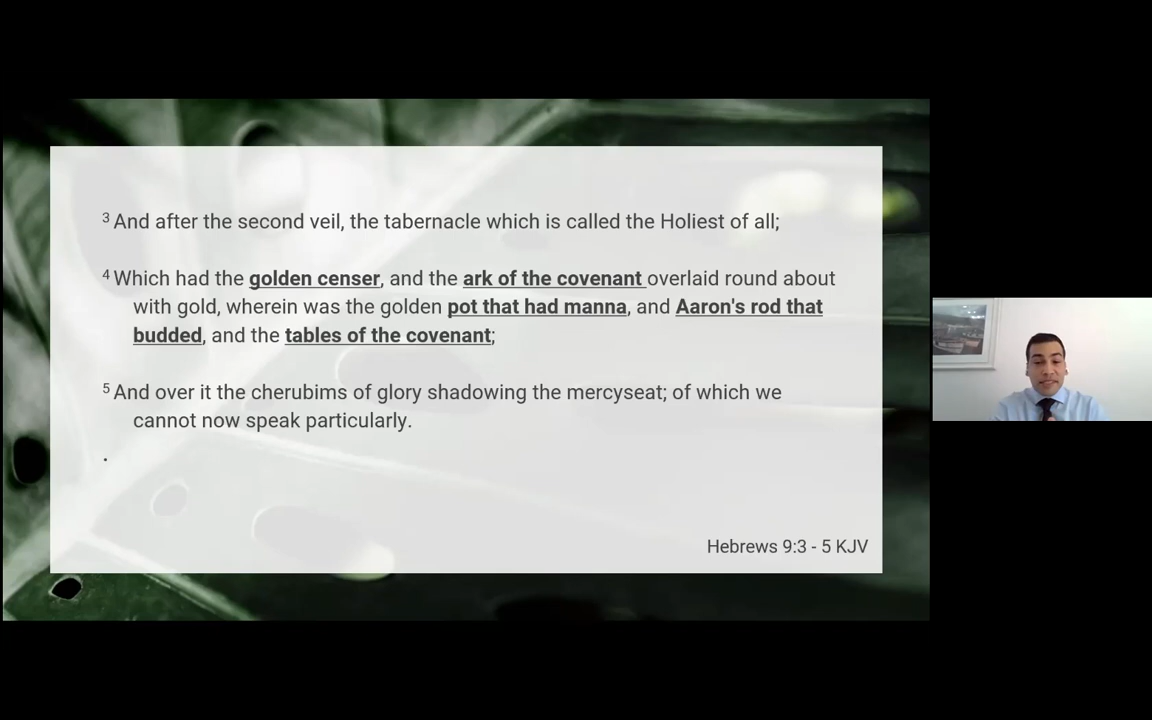 3 And after the second veil, the tabernacle which is called the Holiest of all;
4 Which had the golden censer, and the ark of the covenant overlaid round about
with gold, wherein was the golden pot that had manna, and Aaron's rod that
budded, and the tables of the covenant;
5 And over it the cherubims of glory shadowing the mercyseat; of which we
cannot now speak particularly.
.
Hebrews 9:3 - 5 KJV